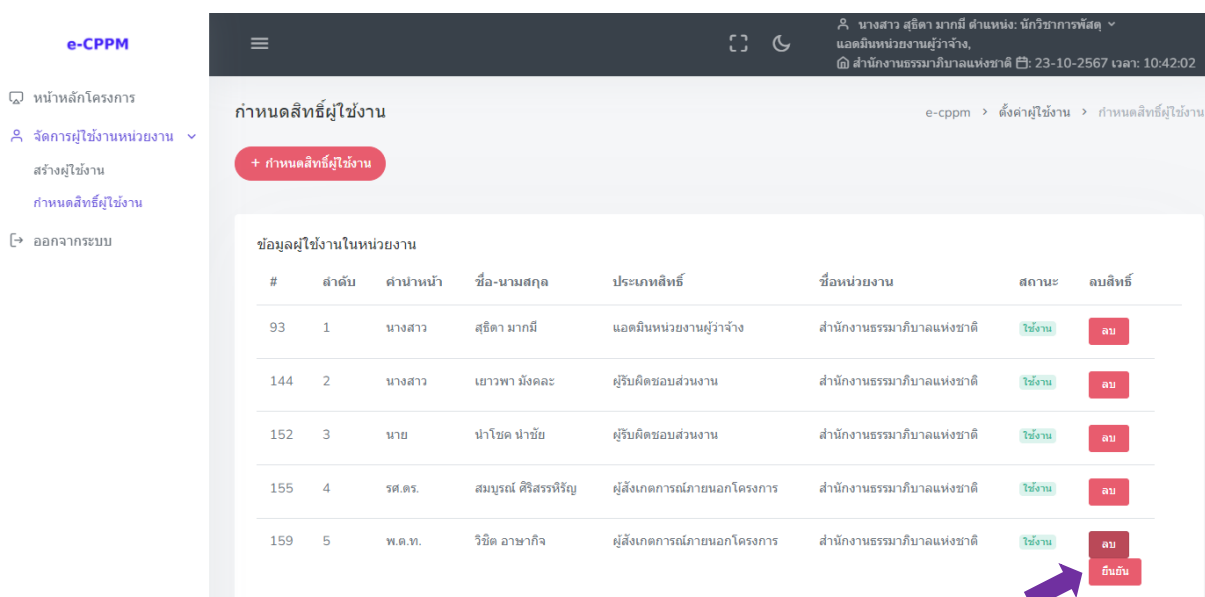 e-CPPM
นางสาว สุธิดา มากมี ตำแหน่ง: นักวิชาการพัสดุ
แอดมินหน่วยงานผู้ว่าจ้าง,
สำนักงานธรรมาภิบาลแห่งชาติ : 23-10-2567 เวลา: 10:42:02
หน้าหลักโครงการ
จัดการผู้ใช้งานหน่วยงาน
สร้างผู้ใช้งาน
กำหนดสิทธิ์ผู้ใช้งาน
ออกจากระบบ
กำหนดสิทธิ์ผู้ใช้งาน
e-cppm > ตั้งค่าผู้ใช้งาน > กำหนดสิทธิ์ผู้ใช้งาน
+ กำหนดสิทธิ์ผู้ใช้งาน
ข้อมูลผู้ใช้งานในหน่วยงาน
# ลำดับ คำนำหน้า ชื่อ-นามสกุล ประเภทสิทธิ์ ชื่อหน่วยงาน สถานะ ลบสิทธิ์
93 1 นางสาว สุธิดา มากมี แอดมินหน่วยงานผู้ว่าจ้าง สำนักงานธรรมาภิบาลแห่งชาติ ใช้งาน ลบ
144 2 นางสาว เยาวพา มังคละ ผู้รับผิดชอบส่วนงาน สำนักงานธรรมาภิบาลแห่งชาติ ใช้งาน ลบ
152 3 นาย นำโชค นำชัย ผู้รับผิดชอบส่วนงาน สำนักงานธรรมาภิบาลแห่งชาติ ใช้งาน ลบ
155 4 รศ.ดร. สมบูรณ์ ศิริสรรหิรัญ ผู้สังเกตการณ์ภายนอกโครงการ สำนักงานธรรมาภิบาลแห่งชาติ ใช้งาน ลบ
159 5 พ.ต.ท. วิชิต อาษากิจ ผู้สังเกตการณ์ภายนอกโครงการ สำนักงานธรรมาภิบาลแห่งชาติ ใช้งาน ลบ
ยืนยัน